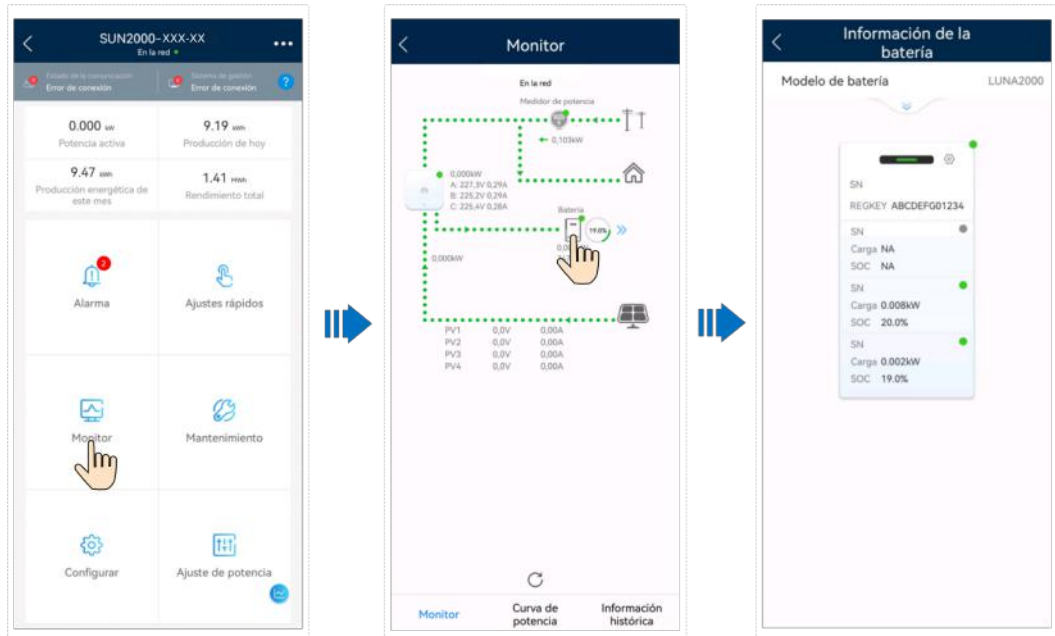 SUN2000-XXX-XX
En la red
Estado de la comunicación
Error de conexión
Sistema de gestión
Error de conexión
?
0.000 kW
Potencia activa
9.19 kWh
Producción de hoy
9.47 kWh
Producción energética de
este mes
1.41 MWh
Rendimiento total
2
Alarma
Ajustes rápidos
Monitor
Mantenimiento
Configurar
Ajuste de potencia
Monitor
En la red
Medidor de potencia
0,103kW
0,000kW
A: 227,3V 0,29A
B: 225,2V 0,29A
C: 225,4V 0,28A
Batería
19.0%
0,000kW
PV1 0,0V 0,00A
PV2 0,0V 0,00A
PV3 0,0V 0,00A
PV4 0,0V 0,00A
Monitor
Curva de
potencia
Información
histórica
Información de la
batería
Modelo de batería LUNA2000
SN
REGKEY ABCDEFG01234
SN
Carga NA
SOC NA
SN
Carga 0.008kW
SOC 20.0%
SN
Carga 0.002kW
SOC 19.0%